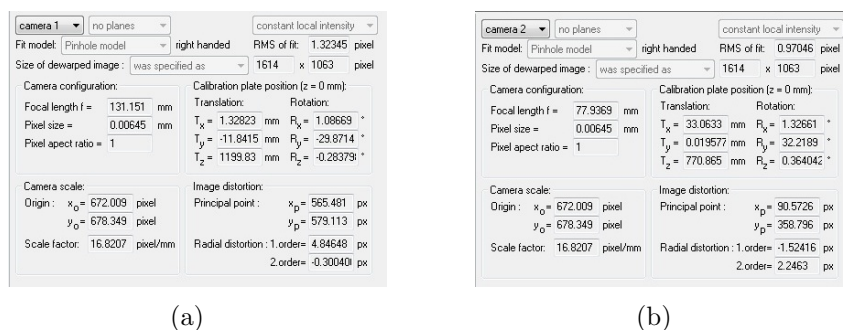 camera 1 no planes constant local intensity
Fit model: Pinhole model right handed RMS of fit: 1.32345 pixel
Size of dewarped image : was specified as 1614 x 1063 pixel
Camera configuration: Calibration plate position (z = 0 mm):
Translation: Rotation:
Focal length f = 131.151 mm Tx = 1.32823 mm Rx = 1.08669 °
Pixel size = 0.00645 mm Ty = -11.8415 mm Ry = -29.8714 °
Pixel apect ratio = 1 Tz = 1199.83 mm Rz = -0.28379 °
Camera scale: Image distortion:
Origin : xo = 672.009 pixel Principal point : xp = 565.481 px
yo = 678.349 pixel yp = 579.113 px
Scale factor: 16.8207 pixel/mm Radial distortion : 1.order= 4.84648 px
2.order= -0.30040 px
(a)
camera 2 no planes constant local intensity
Fit model: Pinhole model right handed RMS of fit: 0.97046 pixel
Size of dewarped image : was specified as 1614 x 1063 pixel
Camera configuration: Calibration plate position (z = 0 mm):
Translation: Rotation:
Focal length f = 77.9369 mm Tx = 33.0633 mm Rx = 1.32661 °
Pixel size = 0.00645 mm Ty = 0.019577 mm Ry = 32.2189 °
Pixel apect ratio = 1 Tz = 770.865 mm Rz = 0.364042 °
Camera scale: Image distortion:
Origin : xo = 672.009 pixel Principal point : xp = 90.5726 px
yo = 678.349 pixel yp = 358.796 px
Scale factor: 16.8207 pixel/mm Radial distortion : 1.order= -1.52416 px
2.order= 2.2463 px
(b)